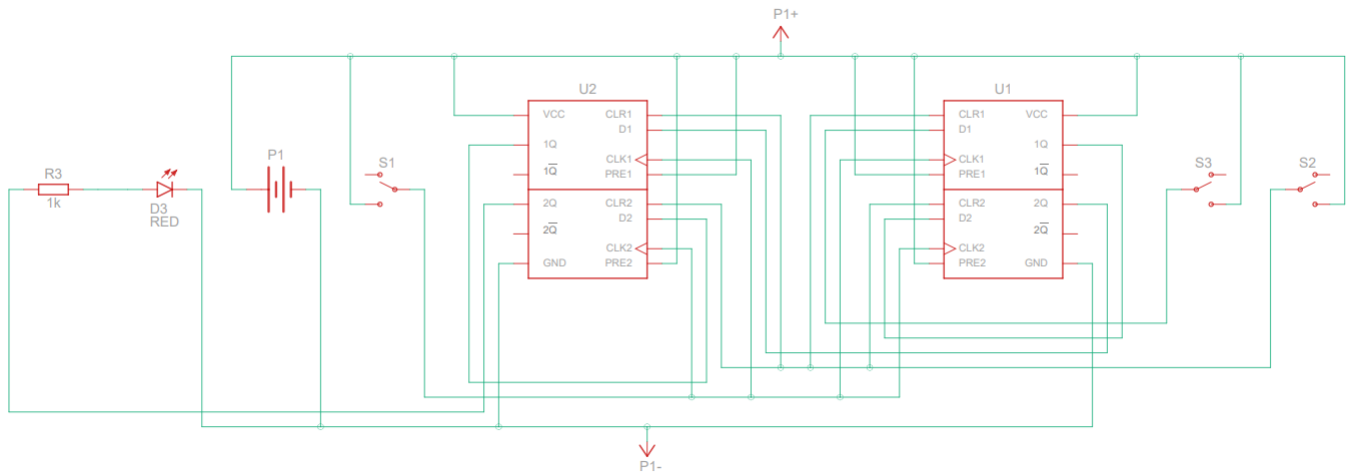 P1+
U2
U1
VCC
CLR1
D1
1Q
CLK1
1Q
PRE1
2Q
CLR2
D2
2Q
CLK2
GND
PRE2
CLR1
VCC
D1
1Q
CLK1
PRE1
1Q
CLR2
2Q
D2
2Q
CLK2
PRE2
GND
R3
1k
D3
RED
P1
S1
S3
S2
P1-